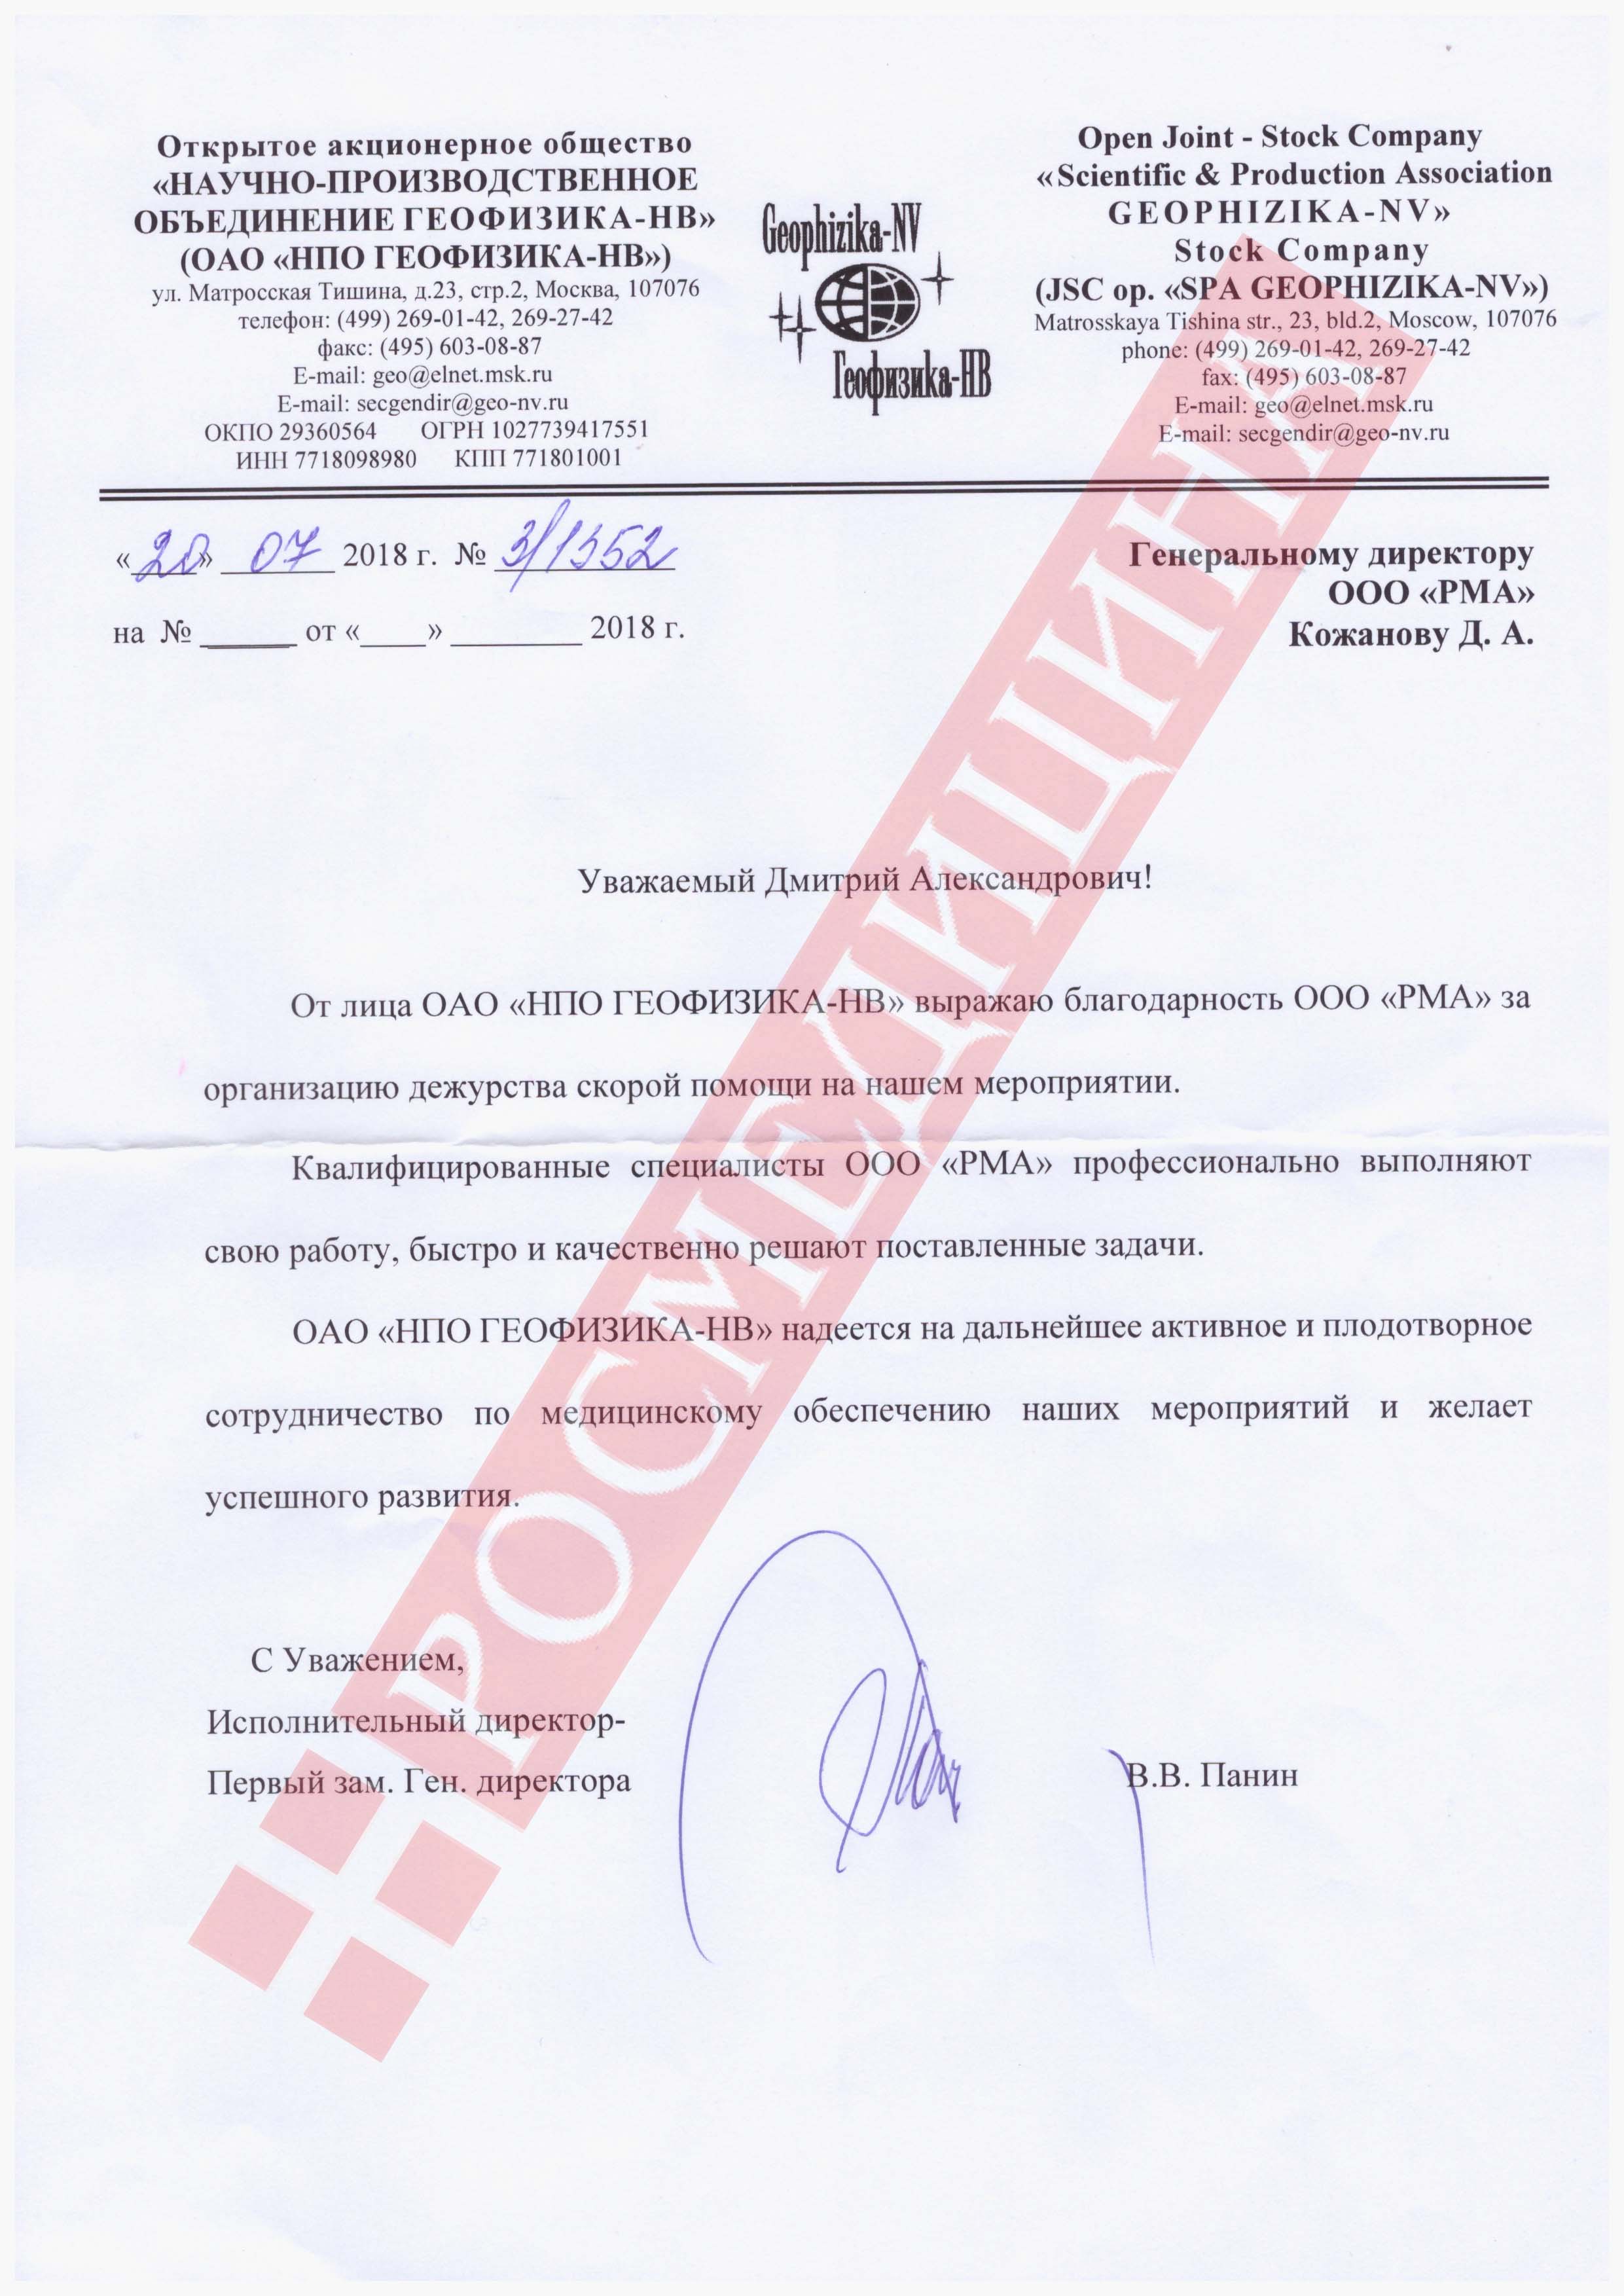 Открытое акционерное общество
«НАУЧНО-ПРОИЗВОДСТВЕННОЕ
ОБЪЕДИНЕНИЕ ГЕОФИЗИКА-НВ»
(ОАО «НПО ГЕОФИЗИКА-НВ»)
ул. Матросская Тишина, д.23, стр.2, Москва, 107076
телефон: (499) 269-01-42, 269-27-42
факс: (495) 603-08-87
E-mail: geo@elnet.msk.ru
E-mail: secgendir@geo-nv.ru
ОКПО 29360564 ОГРН 1027739417551
ИНН 7718098980 КПП 771801001
Geophizika-NV
Геофизика-НВ
Open Joint - Stock Company
«Scientific & Production Association
GEOPHIZIKA-NV»
Stock Company
(JSC op. «SPA GEOPHIZIKA-NV»)
Matrosskaya Tishina str., 23, bld.2, Moscow, 107076
phone: (499) 269-01-42, 269-27-42
fax: (495) 603-08-87
E-mail: geo@elnet.msk.ru
E-mail: secgendir@geo-nv.ru
«20» 07 2018 г. № 3/1352
на № ______ от «____» ________ 2018 г.
Генеральному директору
ООО «РМА»
Кожанову Д. А.
Уважаемый Дмитрий Александрович!
От лица ОАО «НПО ГЕОФИЗИКА-НВ» выражаю благодарность ООО «РМА» за
организацию дежурства скорой помощи на нашем мероприятии.
Квалифицированные специалисты ООО «РМА» профессионально выполняют
свою работу, быстро и качественно решают поставленные задачи.
ОАО «НПО ГЕОФИЗИКА-НВ» надеется на дальнейшее активное и плодотворное
сотрудничество по медицинскому обеспечению наших мероприятий и желает
успешного развития.
С Уважением,
Исполнительный директор-
Первый зам. Ген. директора
В.В. Панин
РОСМЕДИЦИНА